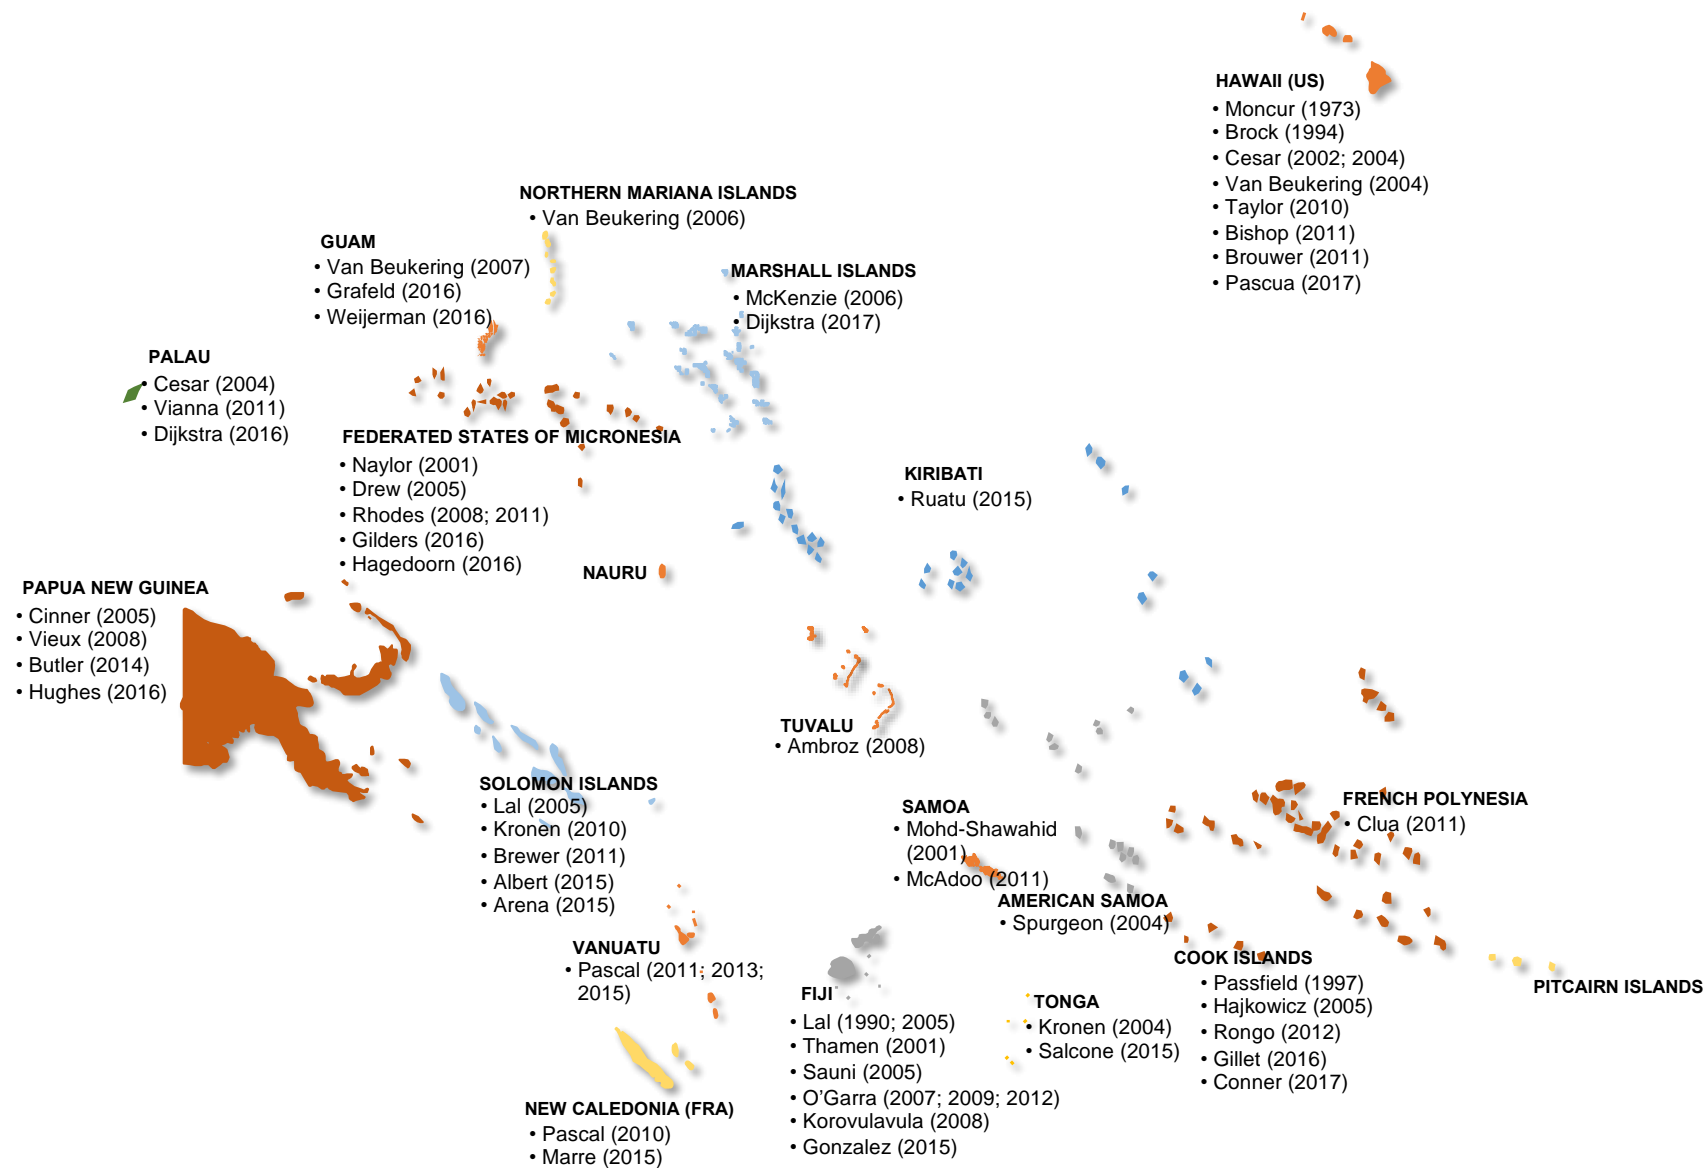 HAWAII (US)
• Moncur (1973)
• Brock (1994)
• Cesar (2002; 2004)
• Van Beukering (2004)
• Taylor (2010)
• Bishop (2011)
• Brouwer (2011)
• Pascua (2017)
NORTHERN MARIANA ISLANDS
• Van Beukering (2006)
GUAM
• Van Beukering (2007)
• Grafeld (2016)
• Weijerman (2016)
MARSHALL ISLANDS
• McKenzie (2006)
• Dijkstra (2017)
PALAU
• Cesar (2004)
• Vianna (2011)
• Dijkstra (2016)
FEDERATED STATES OF MICRONESIA
• Naylor (2001)
• Drew (2005)
• Rhodes (2008; 2011)
• Gilders (2016)
• Hagedoorn (2016)
KIRIBATI
• Ruatu (2015)
NAURU
PAPUA NEW GUINEA
• Cinner (2005)
• Vieux (2008)
• Butler (2014)
• Hughes (2016)
TUVALU
• Ambroz (2008)
SOLOMON ISLANDS
• Lal (2005)
• Kronen (2010)
• Brewer (2011)
• Albert (2015)
• Arena (2015)
SAMOA
• Mohd-Shawahid
(2001)
• McAdoo (2011)
FRENCH POLYNESIA
• Clua (2011)
AMERICAN SAMOA
• Spurgeon (2004)
VANUATU
• Pascal (2011; 2013;
2015)
COOK ISLANDS
• Passfield (1997)
• Hajkowicz (2005)
• Rongo (2012)
• Gillet (2016)
• Conner (2017)
PITCAIRN ISLANDS
FIJI
• Lal (1990; 2005)
• Thamen (2001)
• Sauni (2005)
• O’Garra (2007; 2009; 2012)
• Korovulavula (2008)
• Gonzalez (2015)
TONGA
• Kronen (2004)
• Salcone (2015)
NEW CALEDONIA (FRA)
• Pascal (2010)
• Marre (2015)